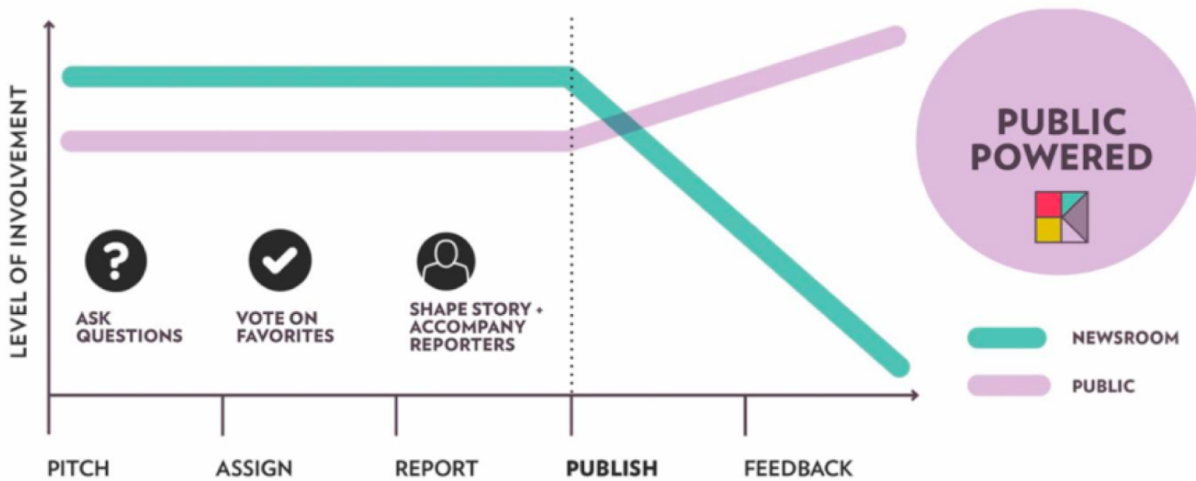 LEVEL OF INVOLVEMENT
PUBLIC
POWERED
?
ASK
QUESTIONS
VOTE ON
FAVORITES
SHAPE STORY +
ACCOMPANY
REPORTERS
NEWSROOM
PUBLIC
PITCH
ASSIGN
REPORT
PUBLISH
FEEDBACK